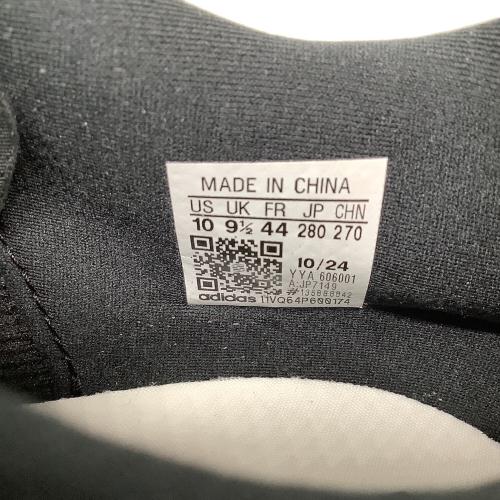 MADE IN CHINA
US UK FR JP CHN
10 9½ 44 280 270
10/24
YYA 606001
A:JP7149
adidas